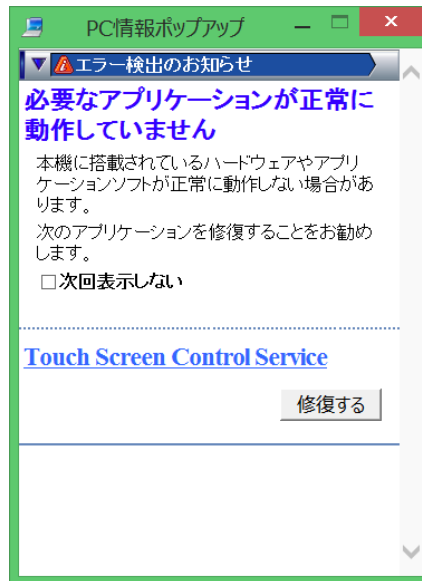 PC情報ポップアップ
エラー検出のお知らせ
必要なアプリケーションが正常に
動作していません
本機に搭載されているハードウェアやアプリ
ケーションソフトが正常に動作しない場合があ
ります。
次のアプリケーションを修復することをお勧め
します。
次回表示しない
Touch Screen Control Service
修復する